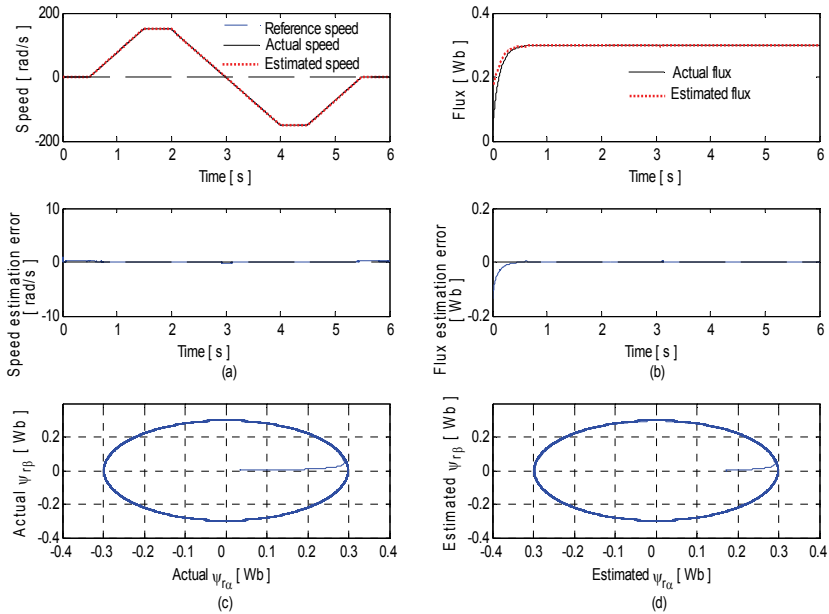 200
0
-200
Speed [ rad/s ]
Reference speed
Actual speed
Estimated speed
0 1 2 3 4 5 6
Time [ s ]
0.4
0.2
0
Flux [ Wb ]
Actual flux
Estimated flux
0 1 2 3 4 5 6
Time [ s ]
10
0
-10
Speed estimation error
[ rad/s ]
0 1 2 3 4 5 6
Time [ s ]
(a)
0.2
0
-0.2
Flux estimation error
[ Wb ]
0 1 2 3 4 5 6
Time [ s ]
(b)
0.2
0
-0.2
-0.4
Actual ψrβ [ Wb ]
-0.4 -0.3 -0.2 -0.1 0 0.1 0.2 0.3 0.4
Actual ψrα [ Wb ]
(c)
0.2
0
-0.2
-0.4
Estimated ψrβ [ Wb ]
-0.4 -0.3 -0.2 -0.1 0 0.1 0.2 0.3 0.4
Estimated ψrα [ Wb ]
(d)